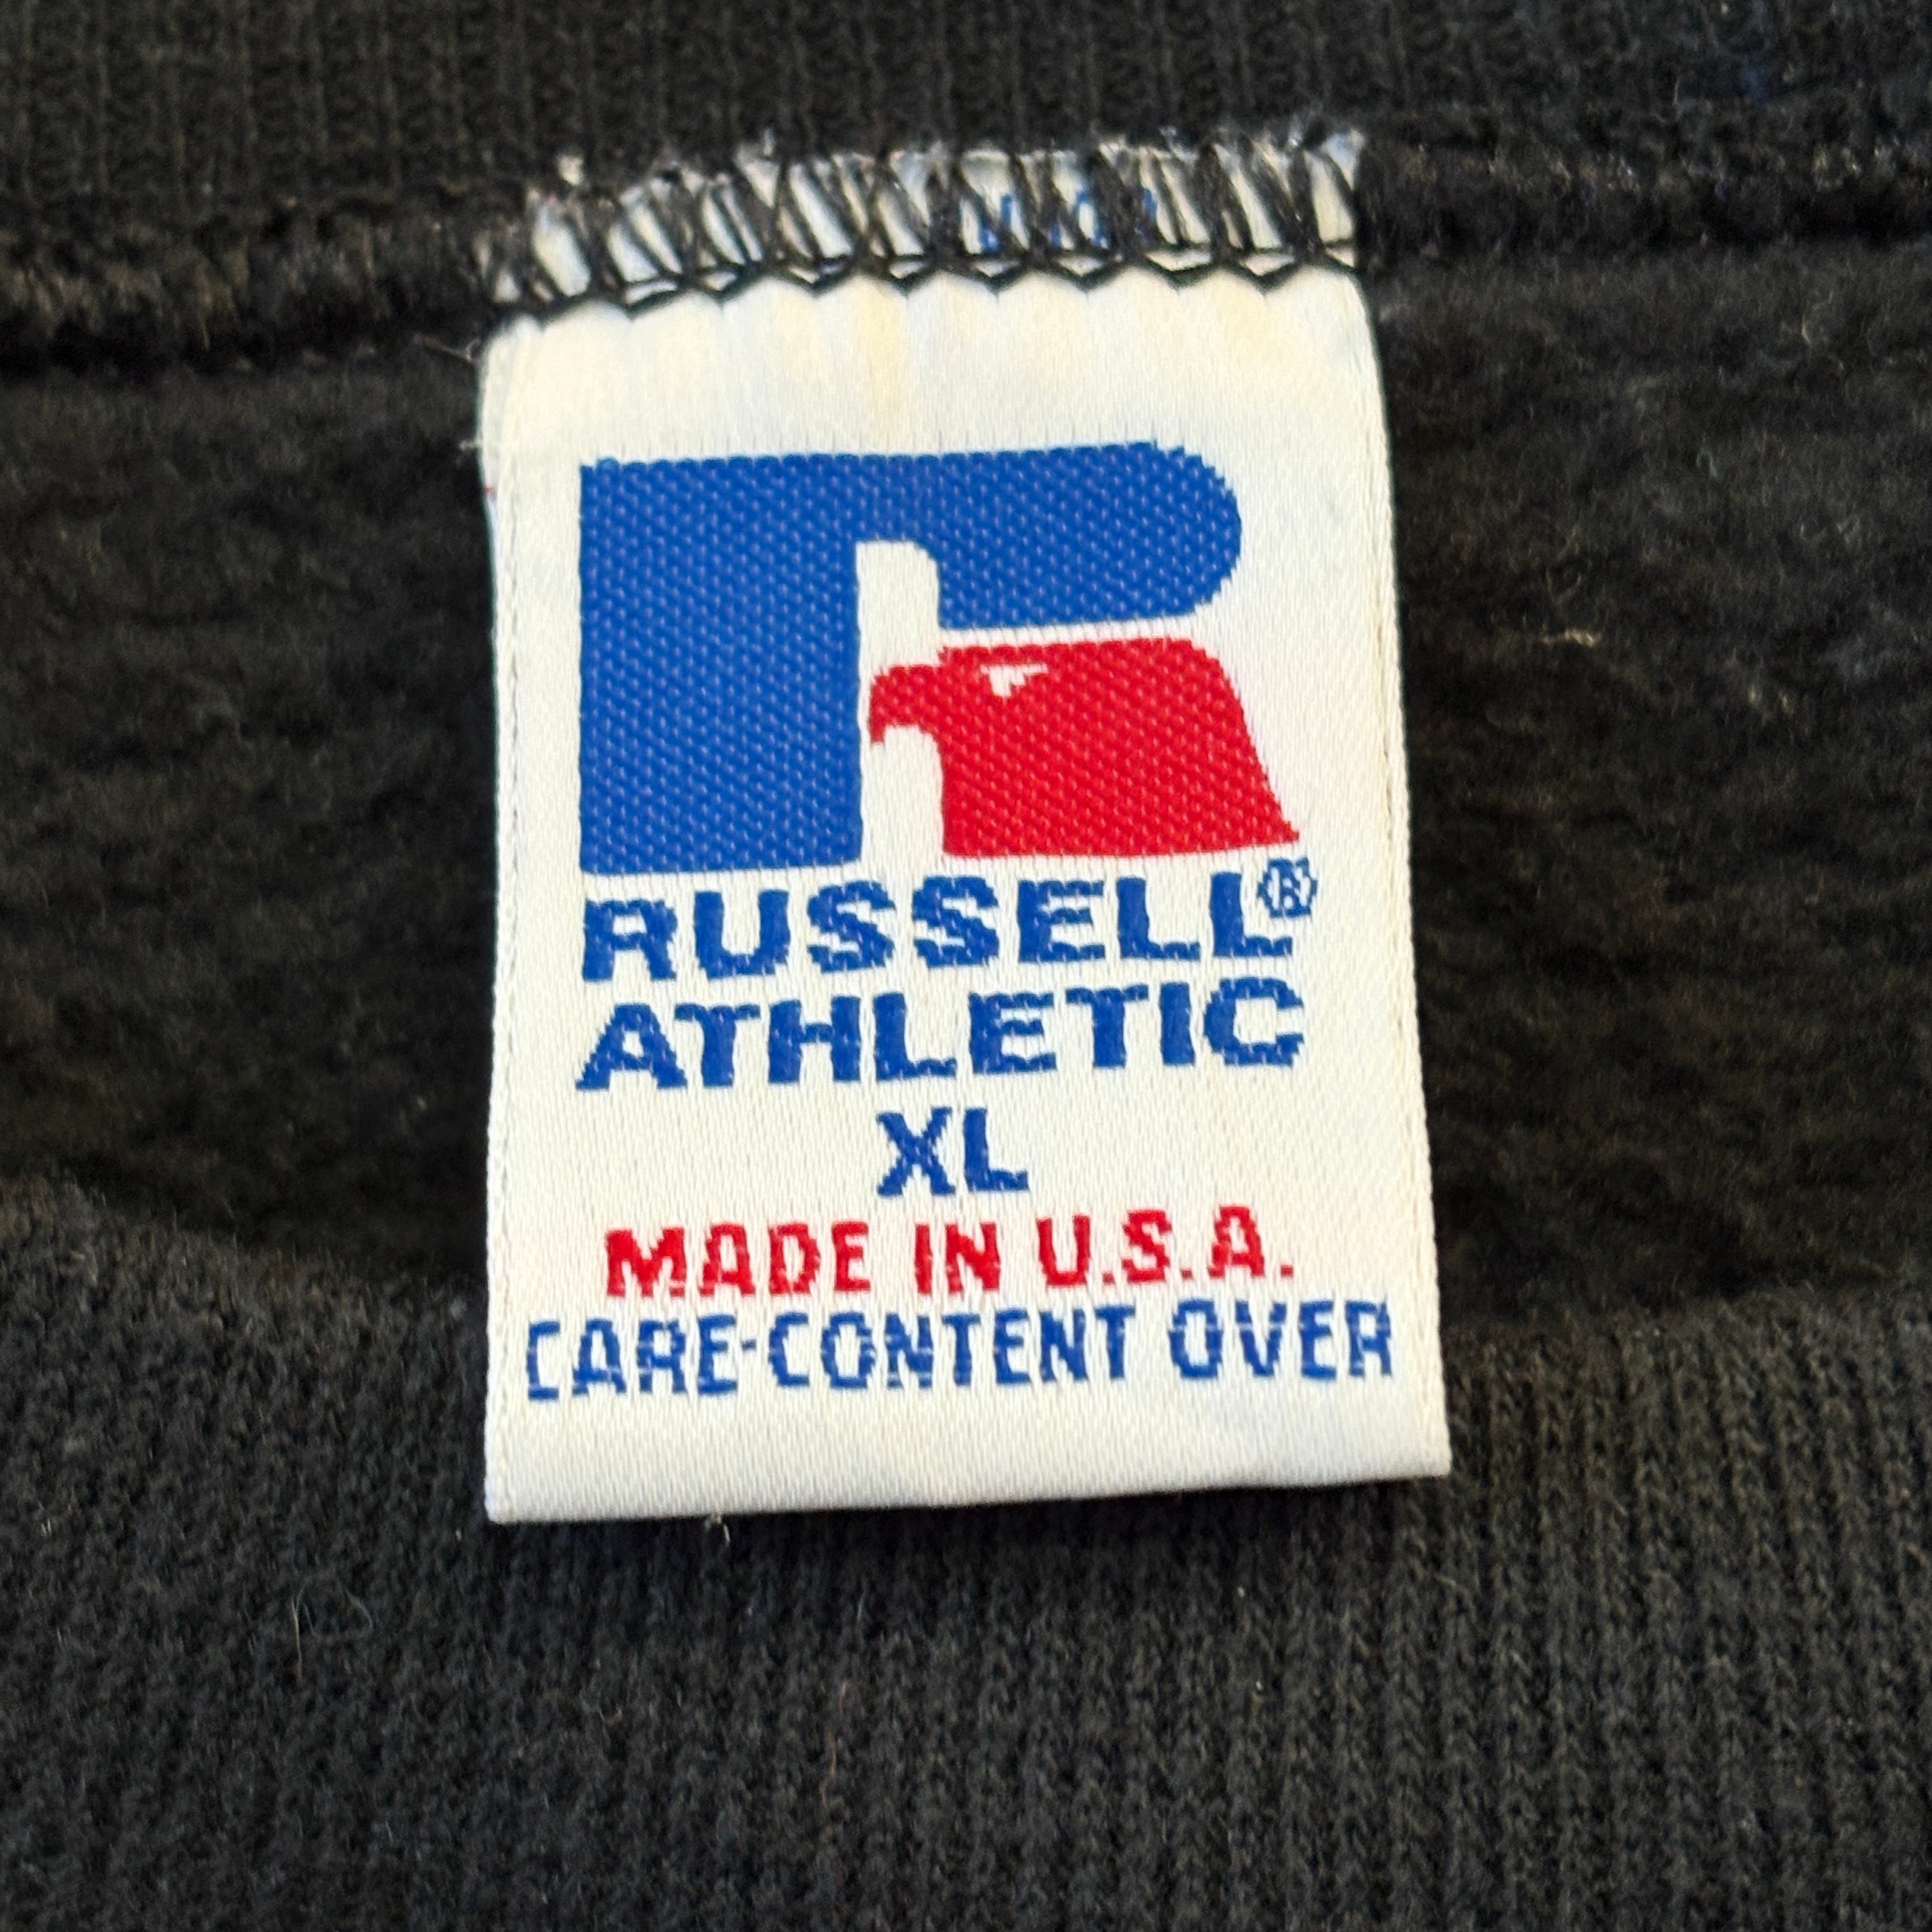 RUSSELL®
ATHLETIC
XL
MADE IN U.S.A.
CARE-CONTENT OVER